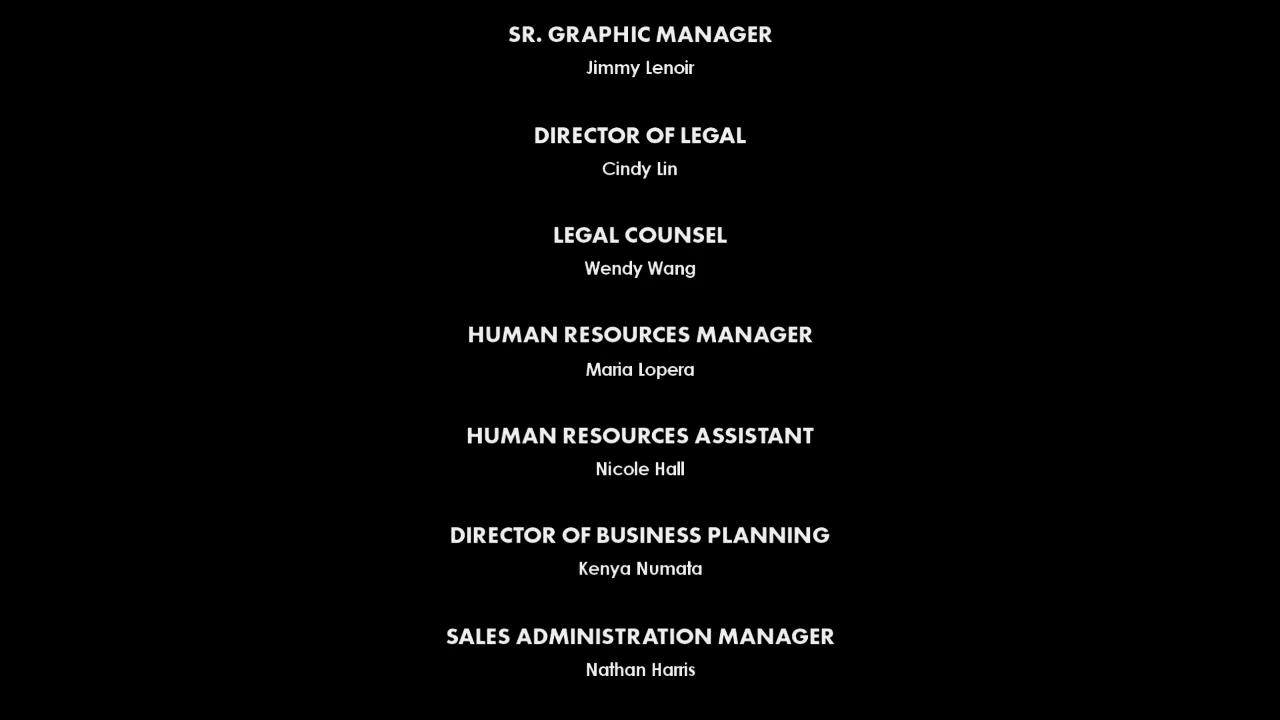 SR. GRAPHIC MANAGER
Jimmy Lenoir
DIRECTOR OF LEGAL
Cindy Lin
LEGAL COUNSEL
Wendy Wang
HUMAN RESOURCES MANAGER
Maria Lopera
HUMAN RESOURCES ASSISTANT
Nicole Hall
DIRECTOR OF BUSINESS PLANNING
Kenya Numata
SALES ADMINISTRATION MANAGER
Nathan Harris